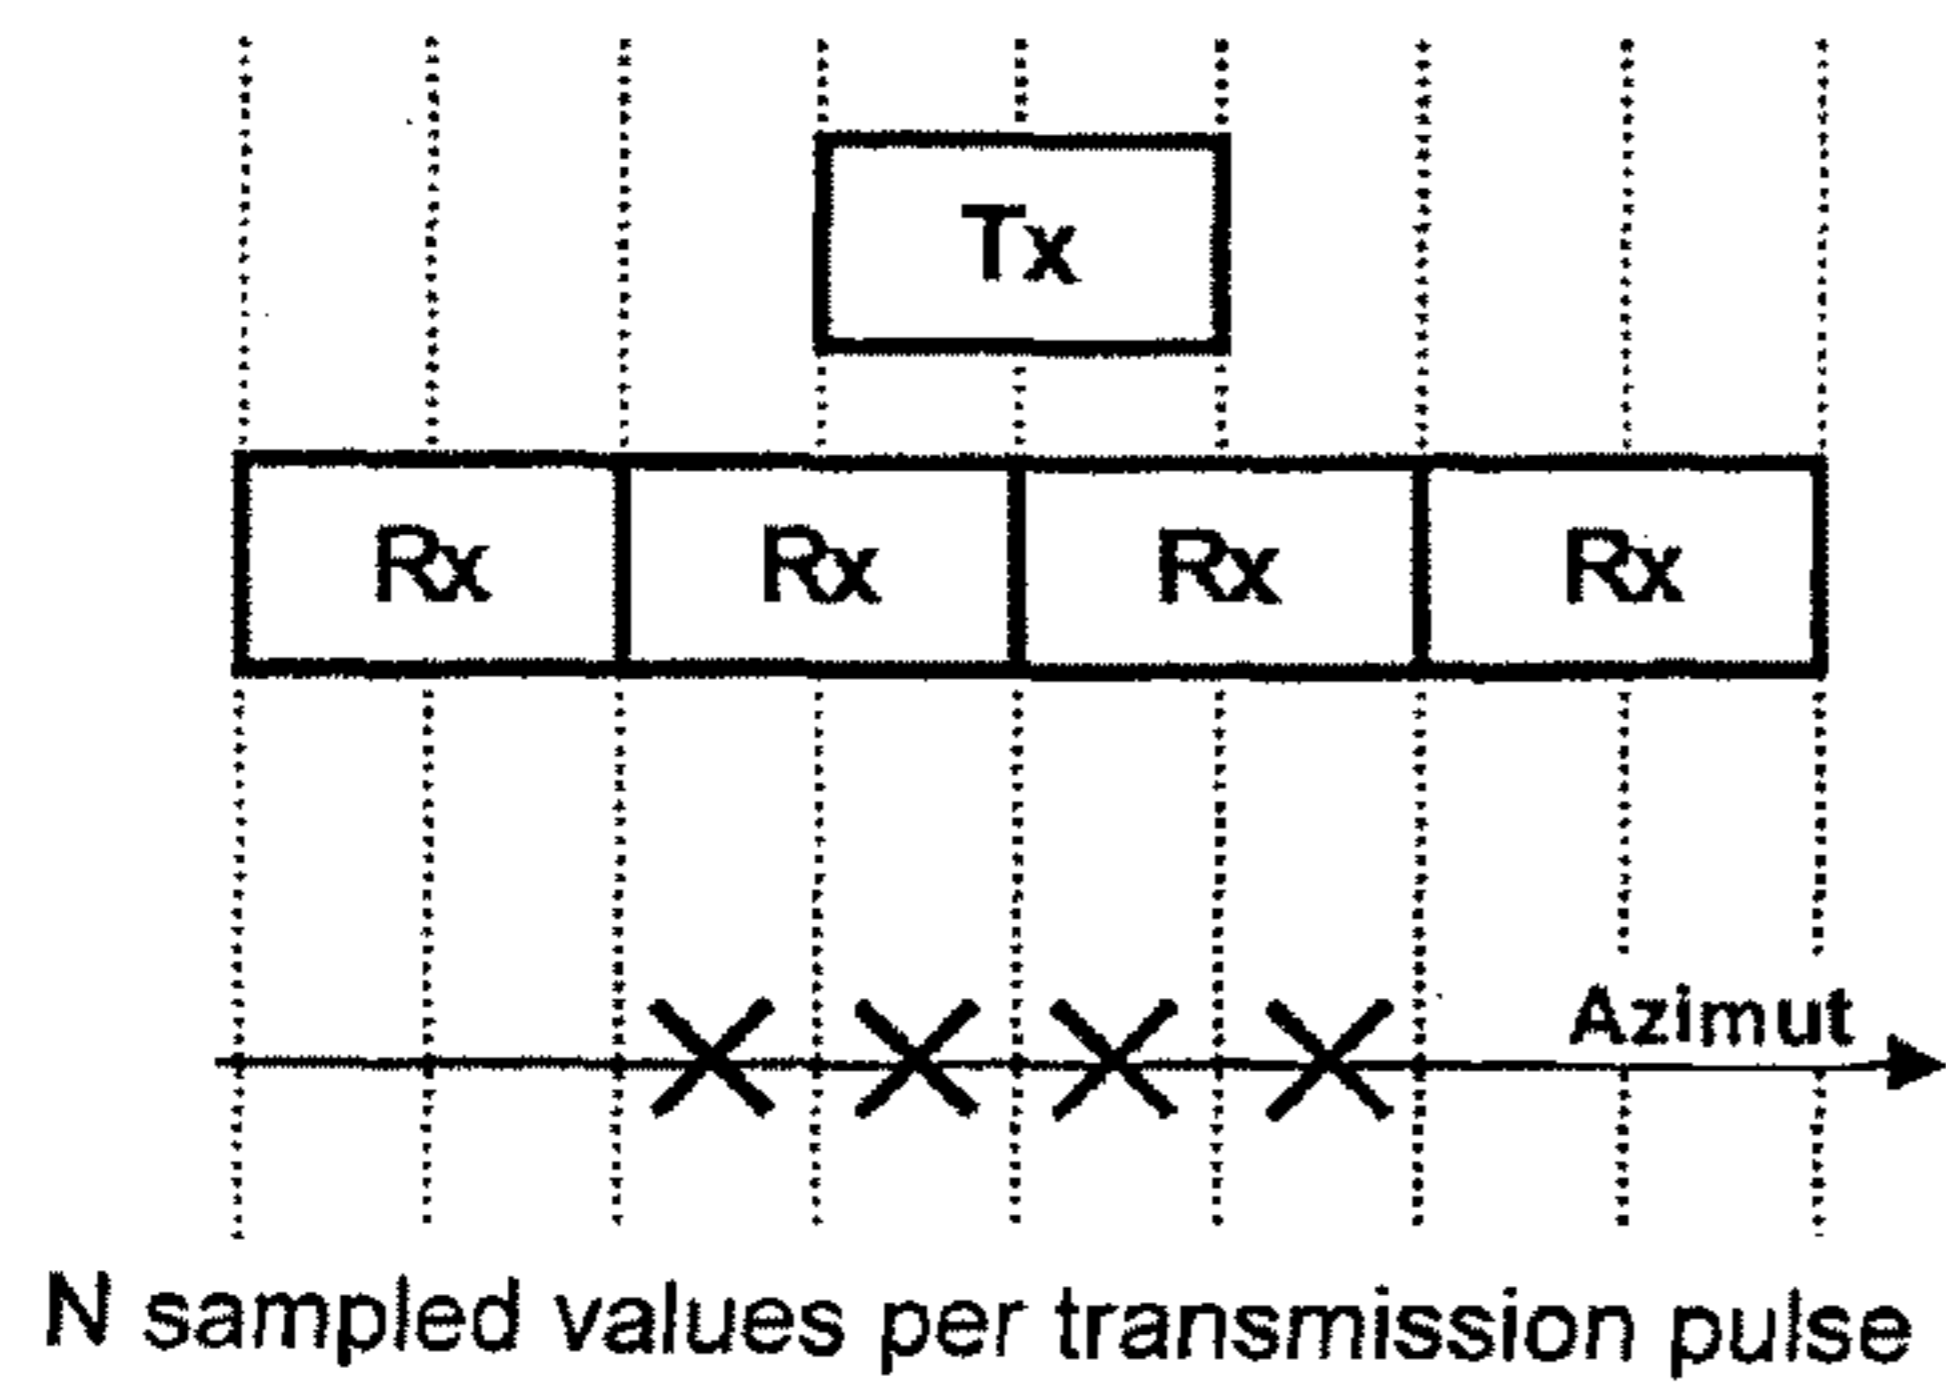 Tx
Rx Rx Rx Rx
Azimut
N sampled values per transmission pulse